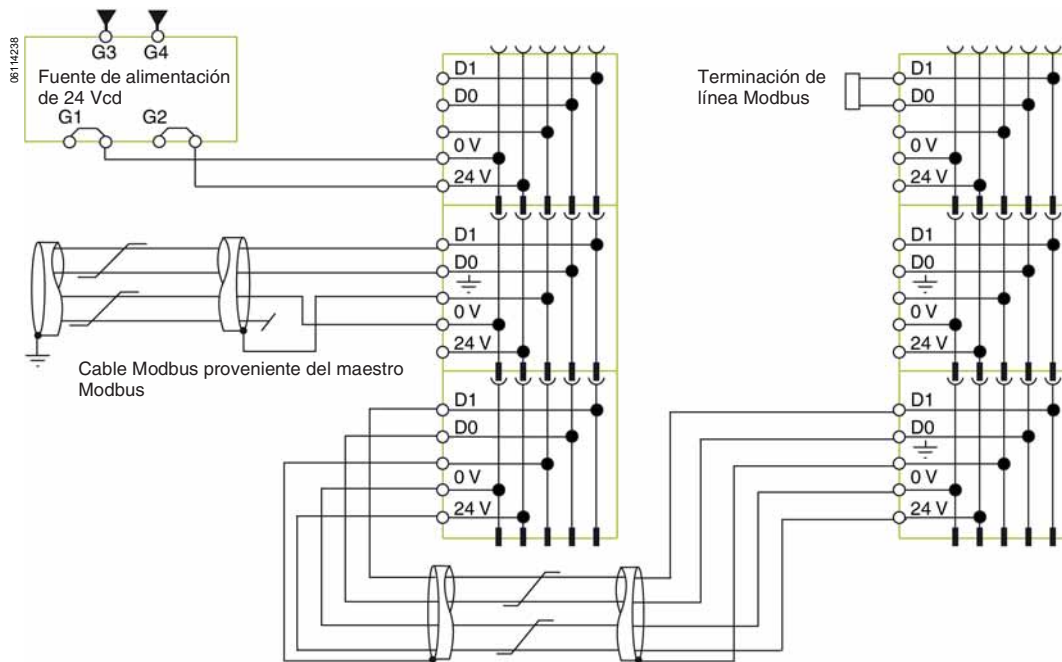 06114238
G3 G4
Fuente de alimentación
de 24 Vcd
G1 G2
D1
D0
0 V
24 V
D1
D0
0 V
24 V
D1
D0
0 V
24 V
Cable Modbus proveniente del maestro
Modbus
Terminación de
línea Modbus
D1
D0
0 V
24 V
D1
D0
0 V
24 V
D1
D0
0 V
24 V